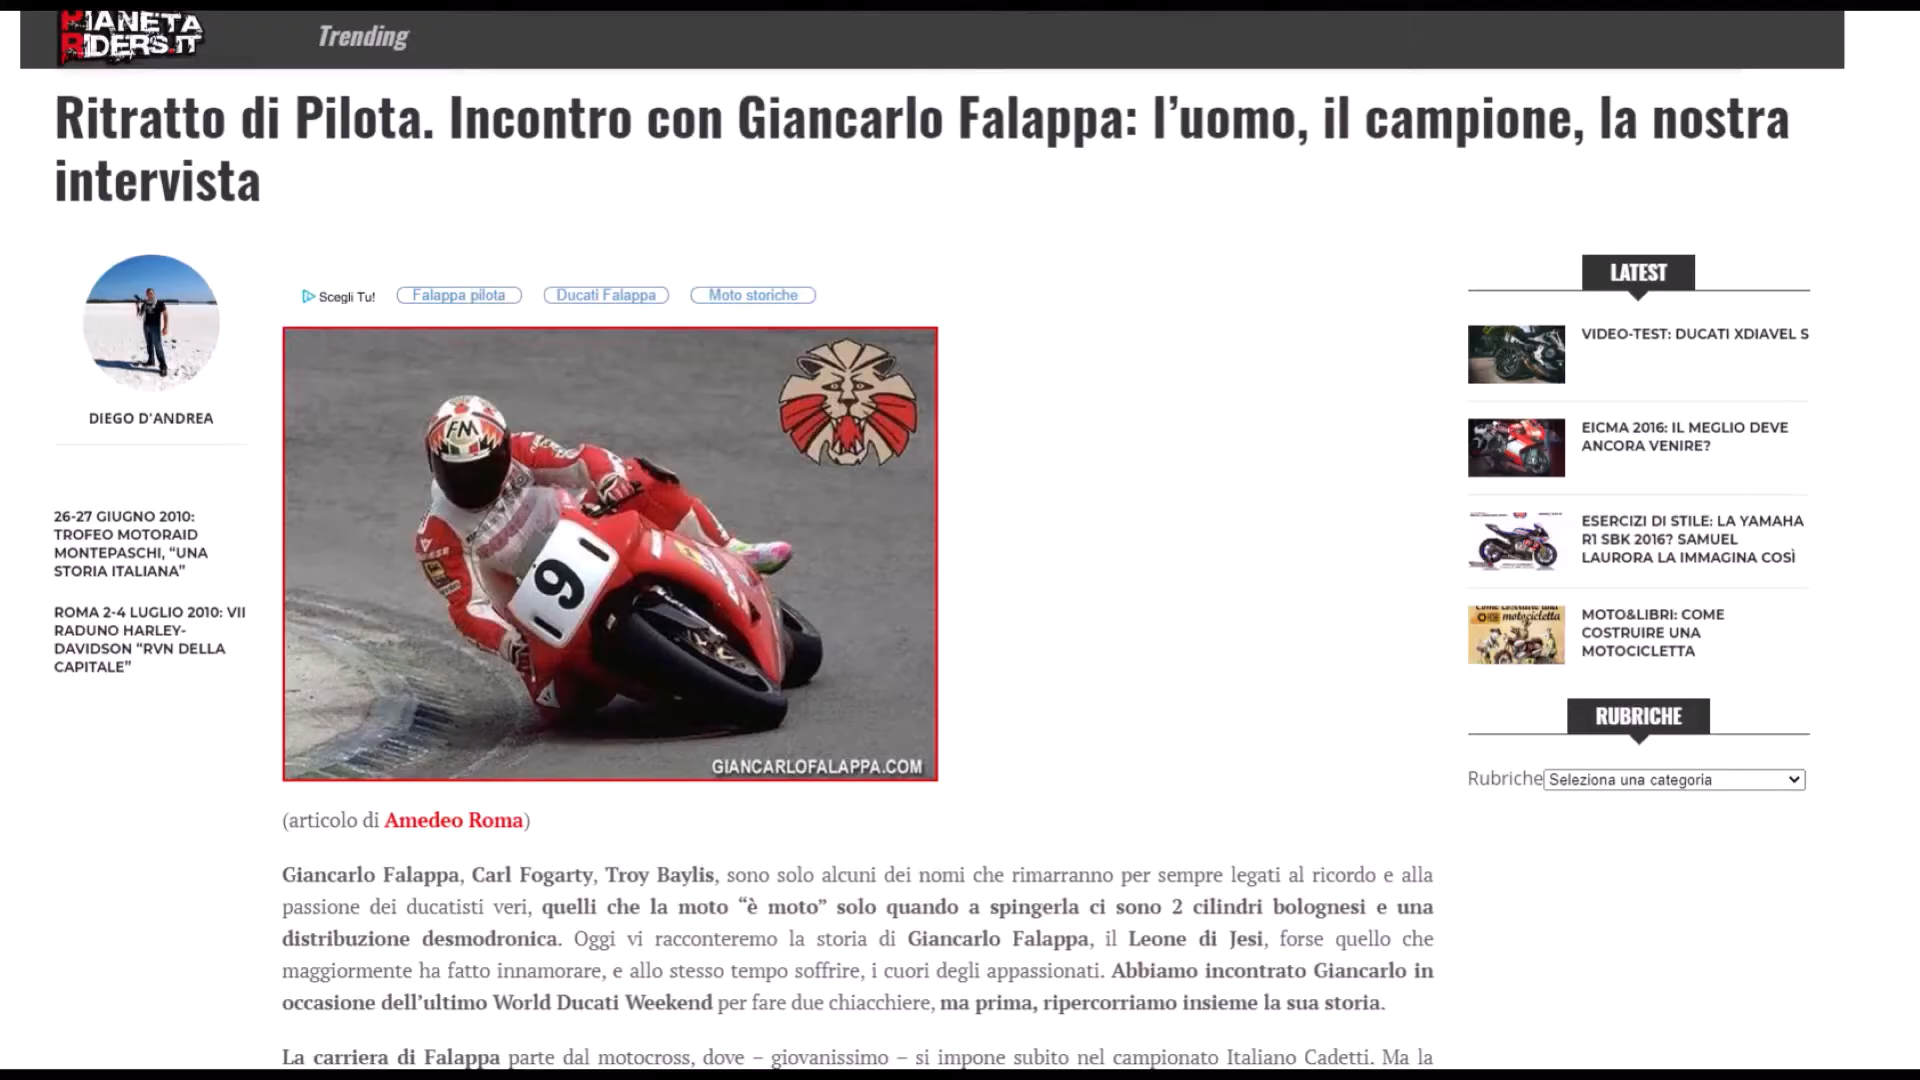 PIANETA
RIDERS.IT
Trending
Ritratto di Pilota. Incontro con Giancarlo Falappa: l’uomo, il campione, la nostra
intervista
DIEGO D'ANDREA
26-27 GIUGNO 2010:
TROFEO MOTORAID
MONTEPASCHI, “UNA
STORIA ITALIANA”
ROMA 2-4 LUGLIO 2010: VII
RADUNO HARLEY-
DAVIDSON “RVN DELLA
CAPITALE”
Scegli Tu!
Falappa pilota
Ducati Falappa
Moto storiche
FM
9
GIANCARLOFALAPPA.COM
(articolo di Amedeo Roma)
Giancarlo Falappa, Carl Fogarty, Troy Baylis, sono solo alcuni dei nomi che rimarranno per sempre legati al ricordo e alla
passione dei ducatisti veri, quelli che la moto “è moto” solo quando a spingerla ci sono 2 cilindri bolognesi e una
distribuzione desmodronica. Oggi vi racconteremo la storia di Giancarlo Falappa, il Leone di Jesi, forse quello che
maggiormente ha fatto innamorare, e allo stesso tempo soffrire, i cuori degli appassionati. Abbiamo incontrato Giancarlo in
occasione dell’ultimo World Ducati Weekend per fare due chiacchiere, ma prima, ripercorriamo insieme la sua storia.
La carriera di Falappa parte dal motocross, dove – giovanissimo – si impone subito nel campionato Italiano Cadetti. Ma la
LATEST
VIDEO-TEST: DUCATI XDIAVEL S
EICMA 2016: IL MEGLIO DEVE
ANCORA VENIRE?
ESERCIZI DI STILE: LA YAMAHA
R1 SBK 2016? SAMUEL
LAURORA LA IMMAGINA COSÌ
motocicletta
MOTO&LIBRI: COME
COSTRUIRE UNA
MOTOCICLETTA
RUBRICHE
Rubriche
Seleziona una categoria